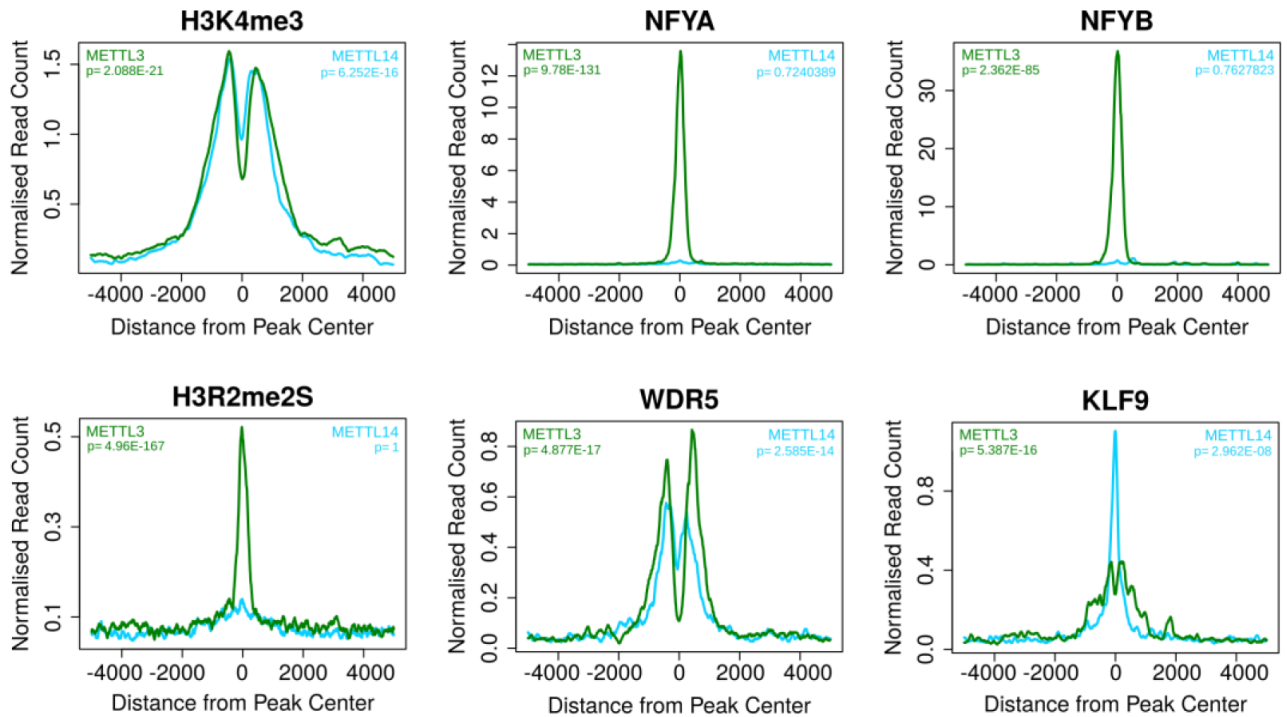 H3K4me3
METTL3
p= 2.088E-21
METTL14
p= 6.252E-16
Normalised Read Count
1.5
1.0
0.5
-4000 -2000 0 2000 4000
Distance from Peak Center
NFYA
METTL3
p= 9.78E-131
METTL14
p= 0.7240389
Normalised Read Count
12
10
8
6
4
2
0
-4000 -2000 0 2000 4000
Distance from Peak Center
NFYB
METTL3
p= 2.362E-85
METTL14
p= 0.7627823
Normalised Read Count
30
20
10
0
-4000 -2000 0 2000 4000
Distance from Peak Center
H3R2me2S
METTL3
p= 4.96E-167
METTL14
p= 1
Normalised Read Count
0.5
0.3
0.1
-4000 -2000 0 2000 4000
Distance from Peak Center
WDR5
METTL3
p= 4.877E-17
METTL14
p= 2.585E-14
Normalised Read Count
0.8
0.6
0.4
0.2
0.0
-4000 -2000 0 2000 4000
Distance from Peak Center
KLF9
METTL3
p= 5.387E-16
METTL14
p= 2.962E-08
Normalised Read Count
0.8
0.4
0.0
-4000 -2000 0 2000 4000
Distance from Peak Center